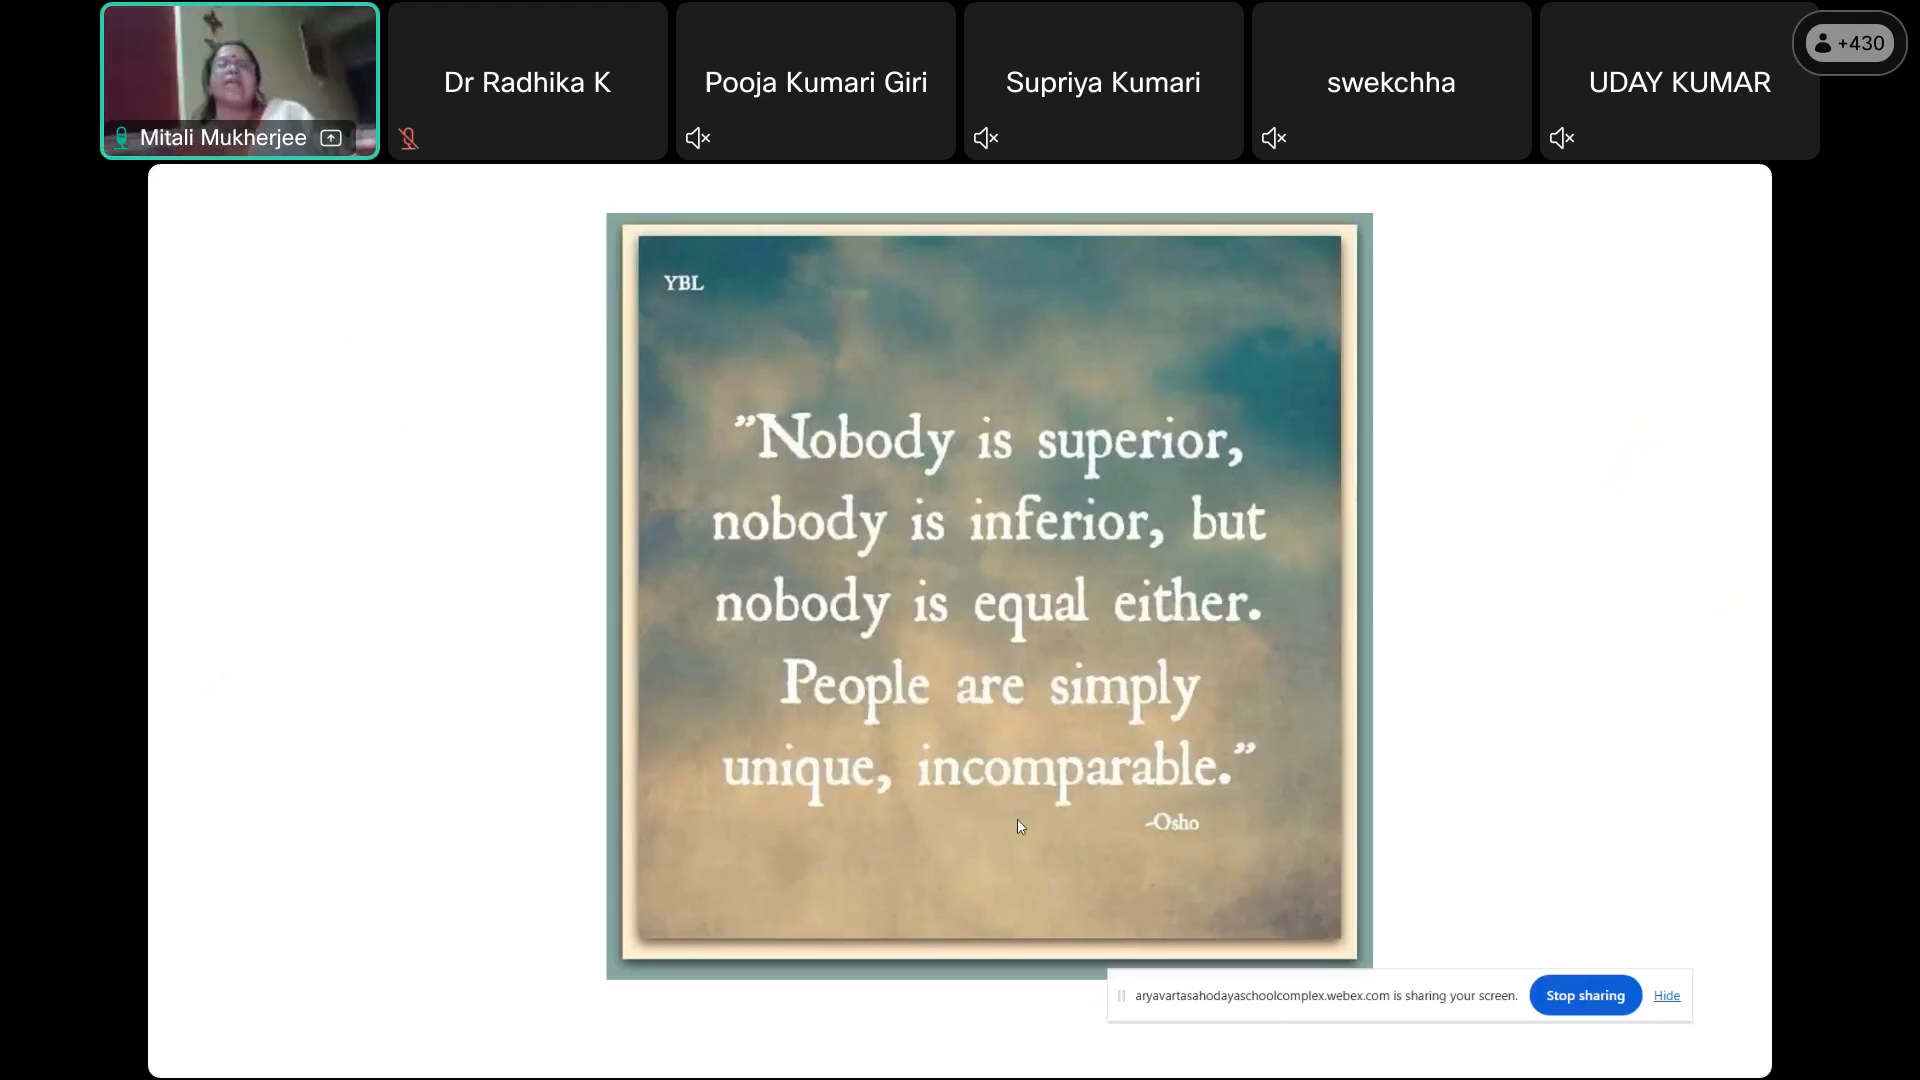 Mitali Mukherjee
Dr Radhika K
Pooja Kumari Giri
Supriya Kumari
swekchha
UDAY KUMAR
+430
YBL
"Nobody is superior,
nobody is inferior, but
nobody is equal either.
People are simply
unique, incomparable."
-Osho
aryavartasahodayaschoolcomplex.webex.com is sharing your screen.
Stop sharing
Hide